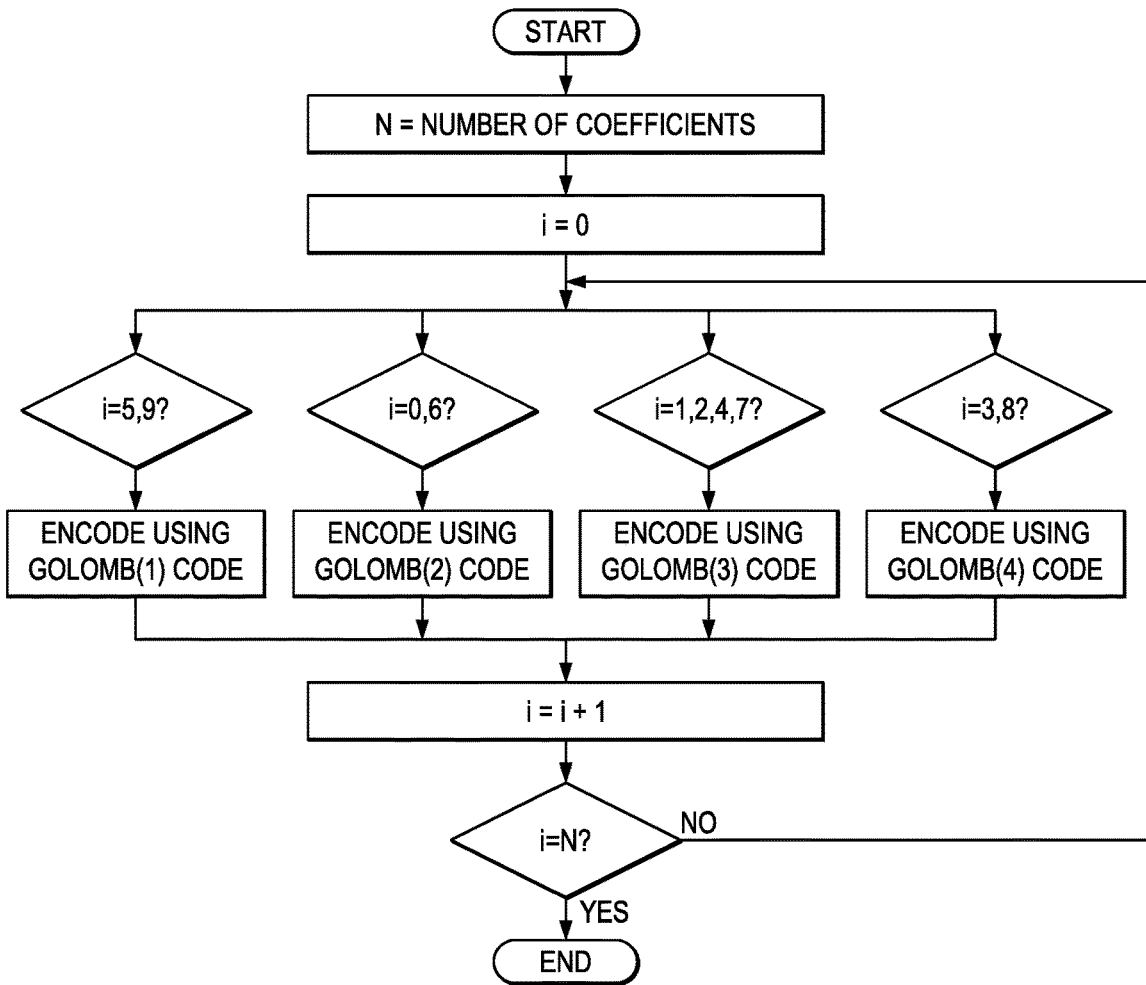 START
N = NUMBER OF COEFFICIENTS
i = 0
i=5,9?
i=0,6?
i=1,2,4,7?
i=3,8?
ENCODE USING
GOLOMB(1) CODE
ENCODE USING
GOLOMB(2) CODE
ENCODE USING
GOLOMB(3) CODE
ENCODE USING
GOLOMB(4) CODE
i = i + 1
i=N?
NO
YES
END